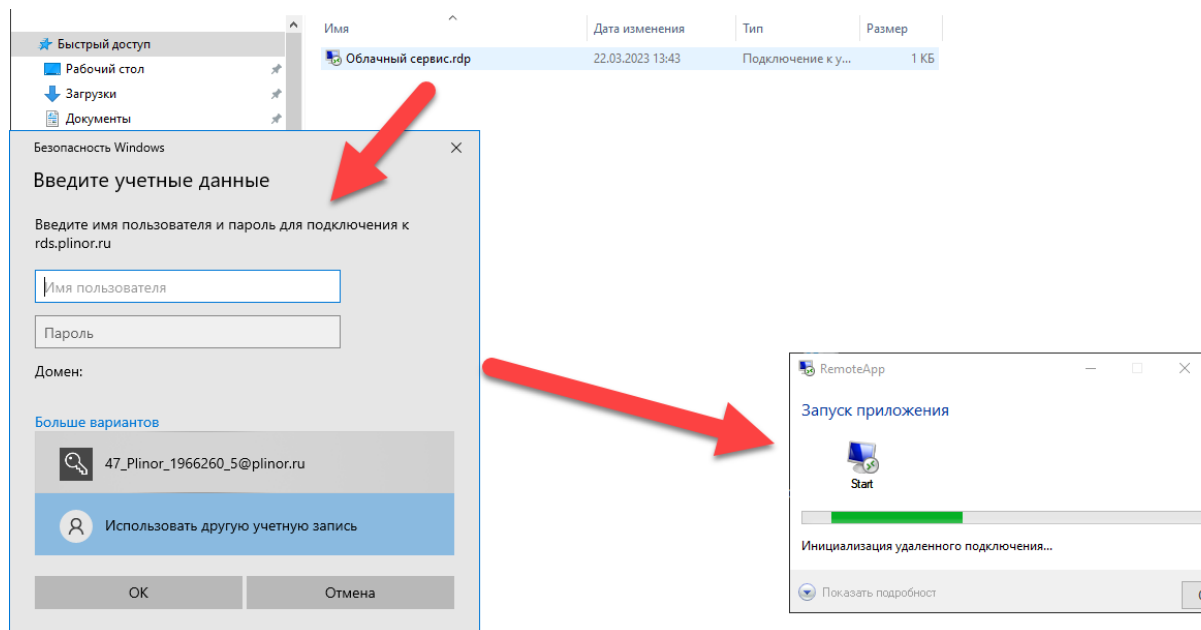 Имя Дата изменения Тип Размер
Быстрый доступ
Облачный сервис.rdp 22.03.2023 13:43 Подключение к у... 1 КБ
Рабочий стол
Загрузки
Документы
Безопасность Windows
Введите учетные данные
Введите имя пользователя и пароль для подключения к
rds.plinor.ru
Имя пользователя
Пароль
Домен:
Больше вариантов
47_Plinor_1966260_5@plinor.ru
Использовать другую учетную запись
ОК Отмена
RemoteApp
Запуск приложения
Start
Инициализация удаленного подключения...
Показать подробност